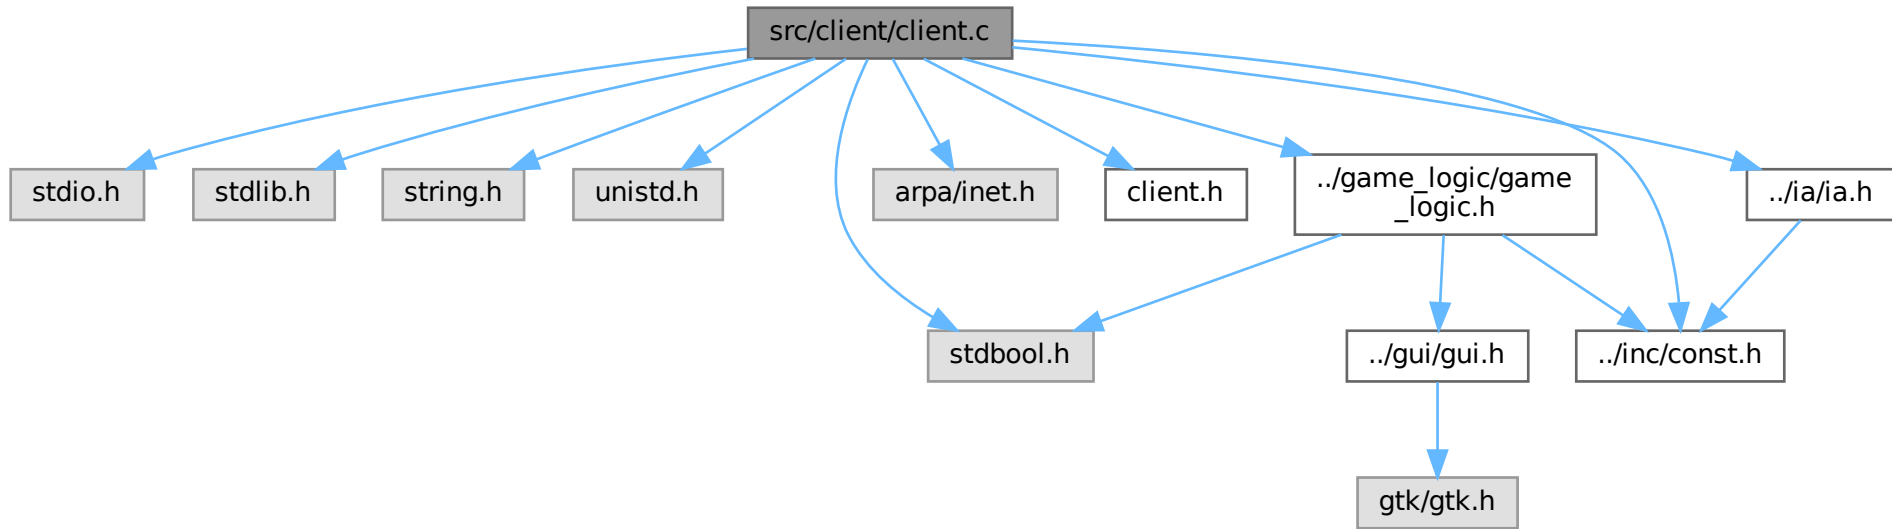 src/client/client.c
stdio.h
stdlib.h
string.h
unistd.h
arpa/inet.h
client.h
../game_logic/game
_logic.h
../ia/ia.h
stdbool.h
../gui/gui.h
../inc/const.h
gtk/gtk.h